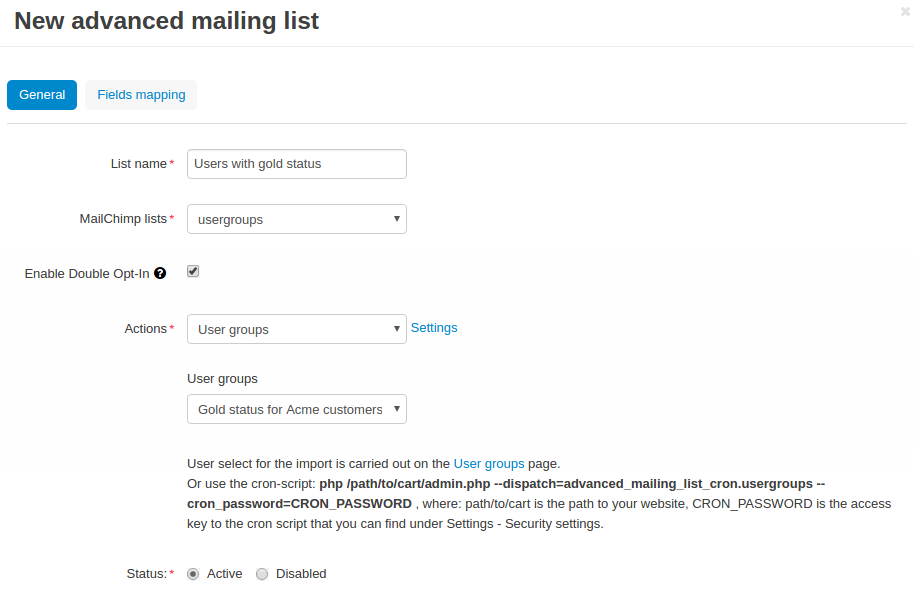 New advanced mailing list
General Fields mapping
List name* Users with gold status
MailChimp lists* usergroups
Enable Double Opt-In ?
Actions* User groups Settings
User groups
Gold status for Acme customers
User select for the import is carried out on the User groups page.
Or use the cron-script: php /path/to/cart/admin.php --dispatch=advanced_mailing_list_cron.usergroups --
cron_password=CRON_PASSWORD , where: path/to/cart is the path to your website, CRON_PASSWORD is the access
key to the cron script that you can find under Settings - Security settings.
Status:* Active Disabled